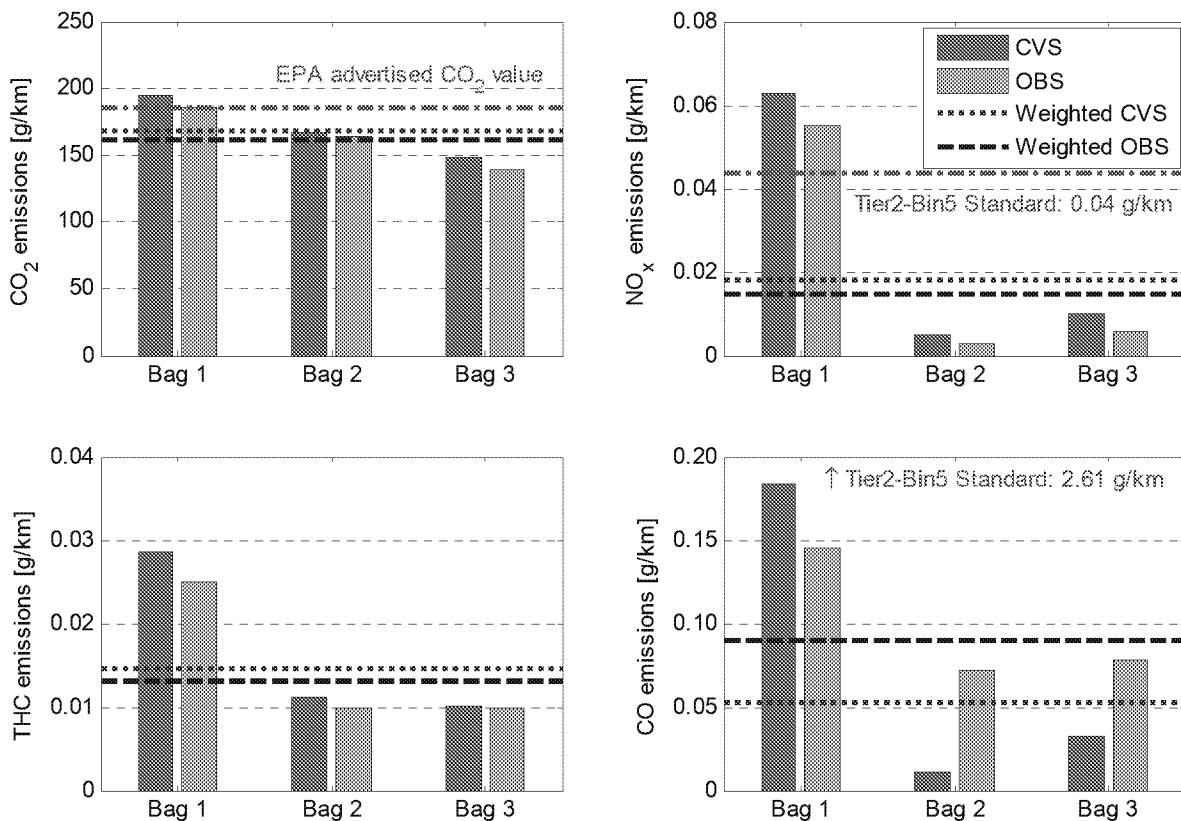 CO2 emissions [g/km]
250
200
150
100
50
0
EPA advertised CO2 value
Bag 1 Bag 2 Bag 3
NOx emissions [g/km]
0.08
0.06
0.04
0.02
0
CVS
OBS
Weighted CVS
Weighted OBS
Tier2-Bin5 Standard: 0.04 g/km
Bag 1 Bag 2 Bag 3
THC emissions [g/km]
0.04
0.03
0.02
0.01
0
Bag 1 Bag 2 Bag 3
CO emissions [g/km]
0.20
0.15
0.10
0.05
0
↑ Tier2-Bin5 Standard: 2.61 g/km
Bag 1 Bag 2 Bag 3